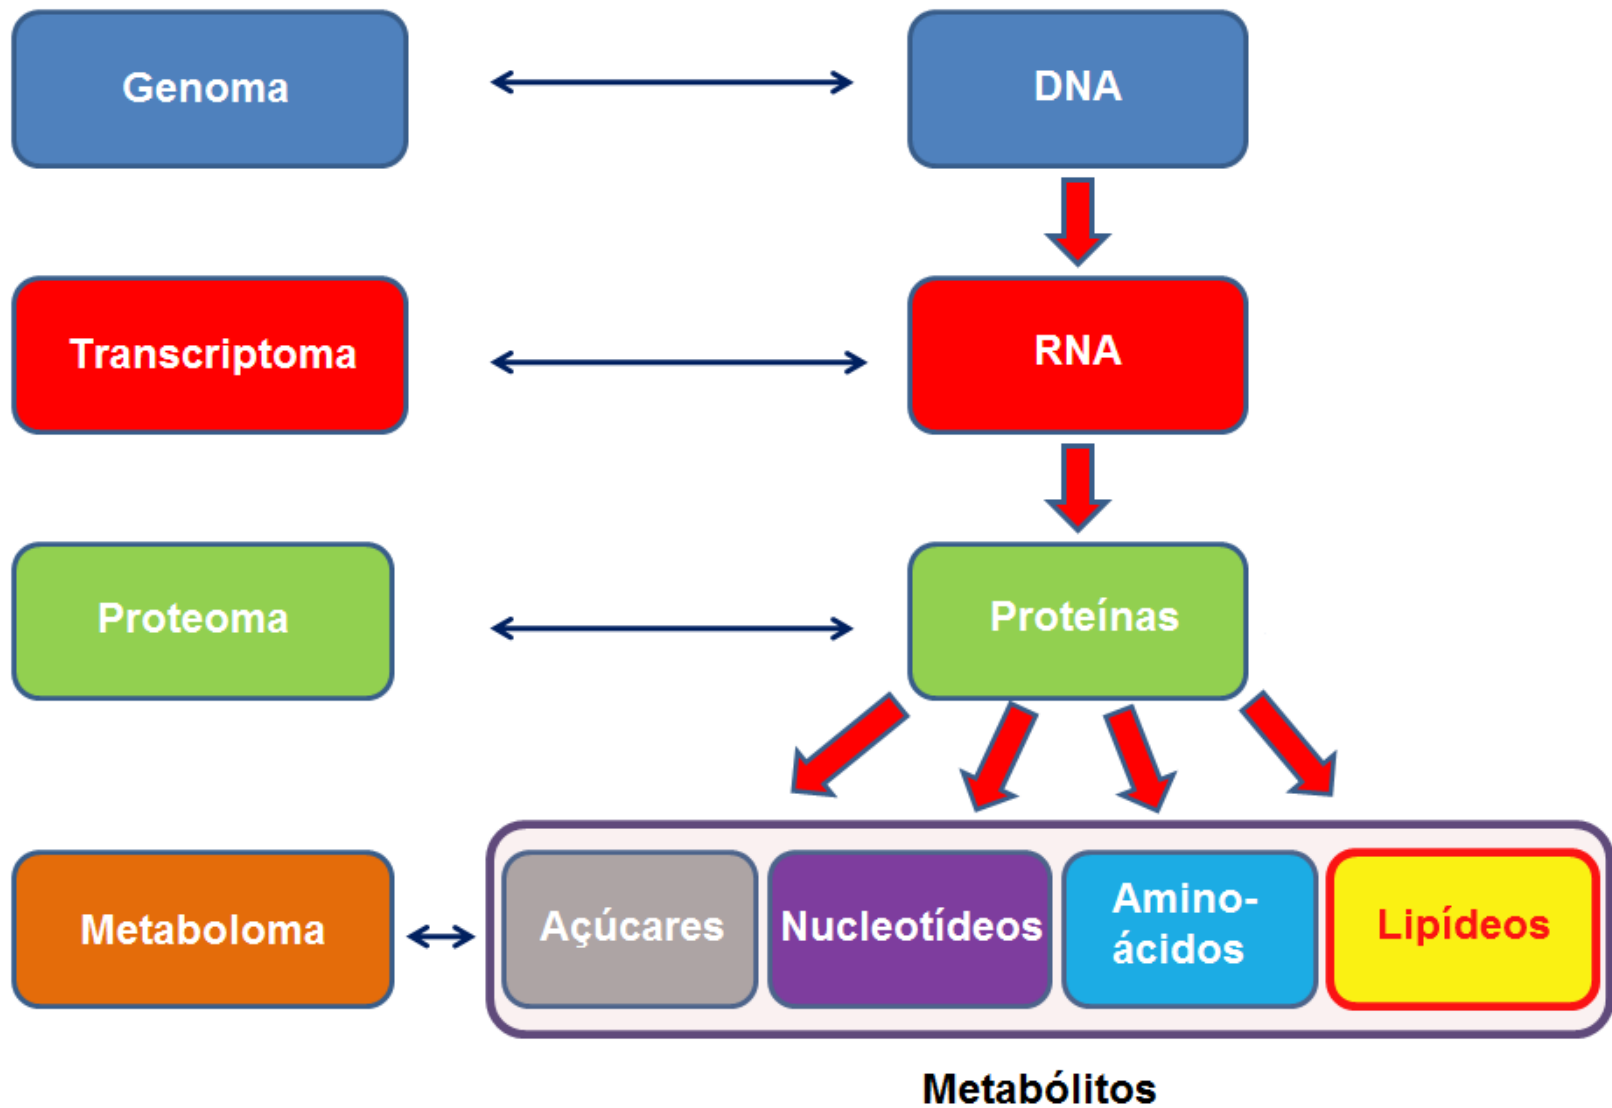 Genoma
DNA
Transcriptoma
RNA
Proteoma
Proteínas
Metaboloma
Açúcares
Nucleotídeos
Amino-
ácidos
Lipídeos
Metabólitos